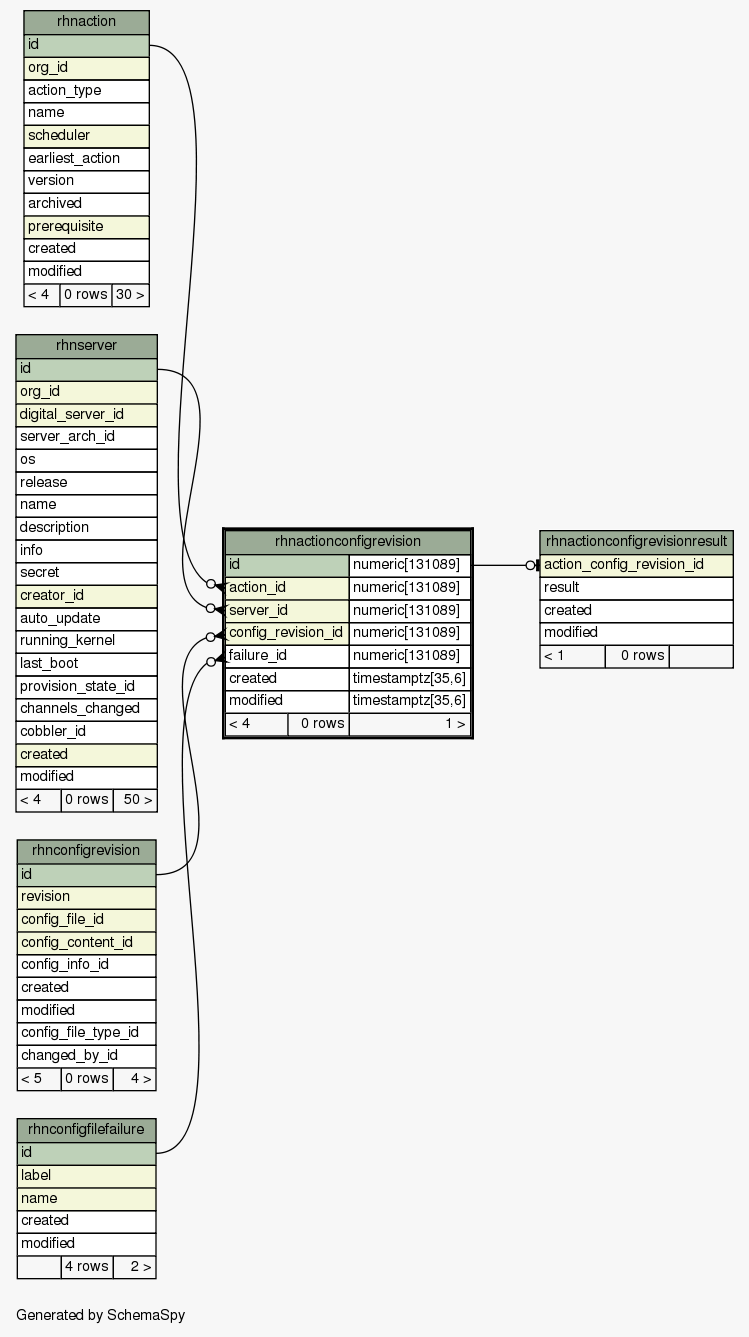 rhnaction
id
org_id
action_type
name
scheduler
earliest_action
version
archived
prerequisite
created
modified
< 4 0 rows 30 >
rhnserver
id
org_id
digital_server_id
server_arch_id
os
release
name
description
info
secret
creator_id
auto_update
running_kernel
last_boot
provision_state_id
channels_changed
cobbler_id
created
modified
< 4 0 rows 50 >
rhnactionconfigrevision
id numeric[131089]
action_id numeric[131089]
server_id numeric[131089]
config_revision_id numeric[131089]
failure_id numeric[131089]
created timestamptz[35,6]
modified timestamptz[35,6]
< 4 0 rows 1 >
rhnactionconfigrevisionresult
action_config_revision_id
result
created
modified
< 1 0 rows
rhnconfigrevision
id
revision
config_file_id
config_content_id
config_info_id
created
modified
config_file_type_id
changed_by_id
< 5 0 rows 4 >
rhnconfigfilefailure
id
label
name
created
modified
4 rows 2 >
Generated by SchemaSpy